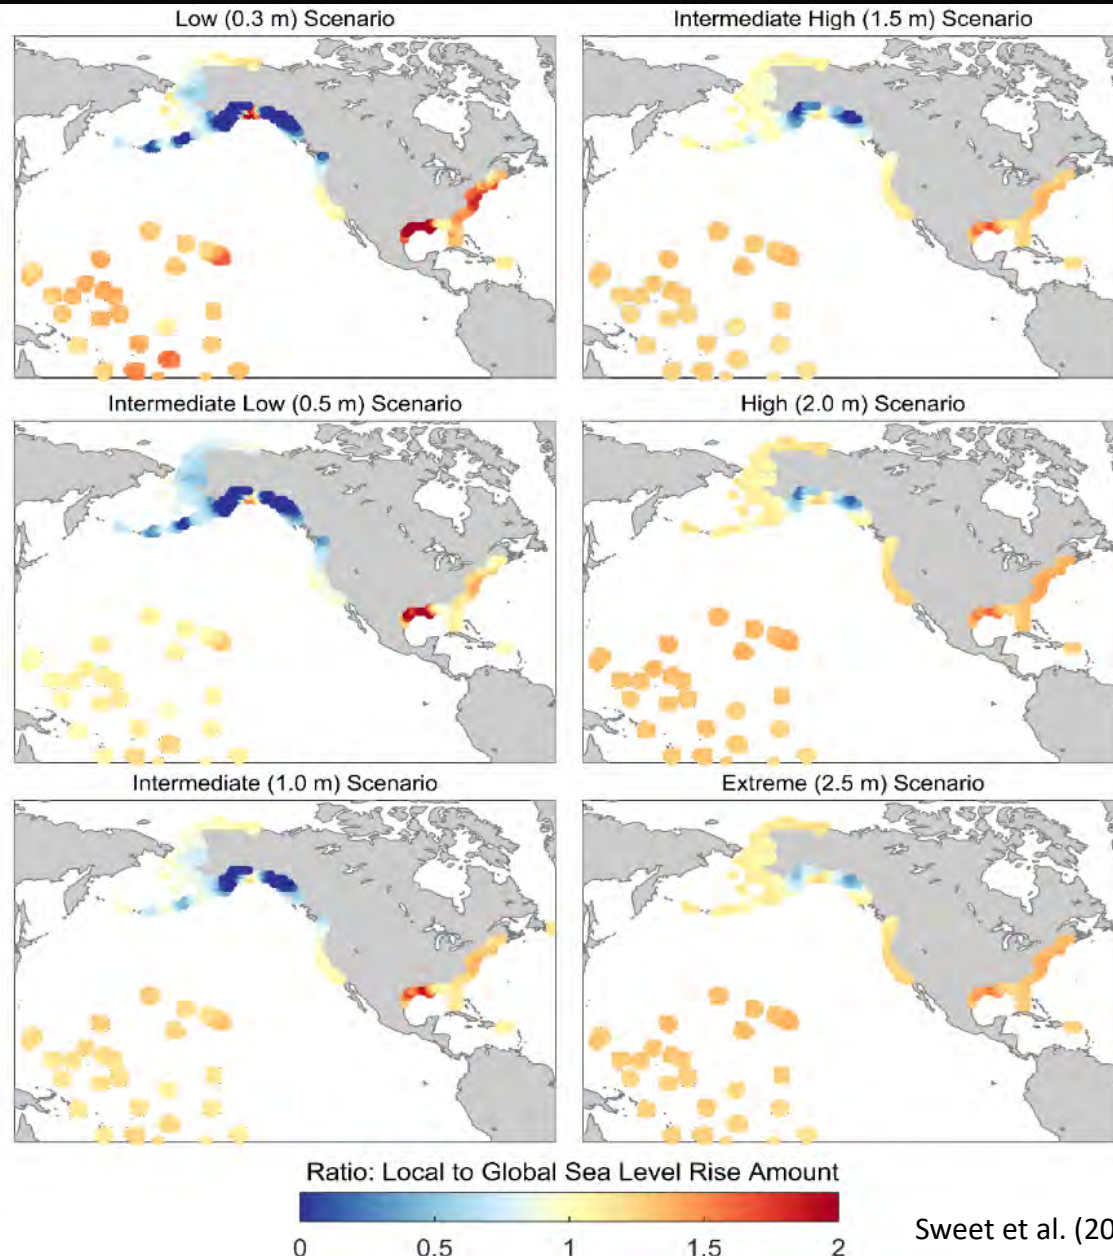 Low (0.3 m) Scenario
Intermediate High (1.5 m) Scenario
Intermediate Low (0.5 m) Scenario
High (2.0 m) Scenario
Intermediate (1.0 m) Scenario
Extreme (2.5 m) Scenario
Ratio: Local to Global Sea Level Rise Amount
0 0.5 1 1.5 2
Sweet et al. (20